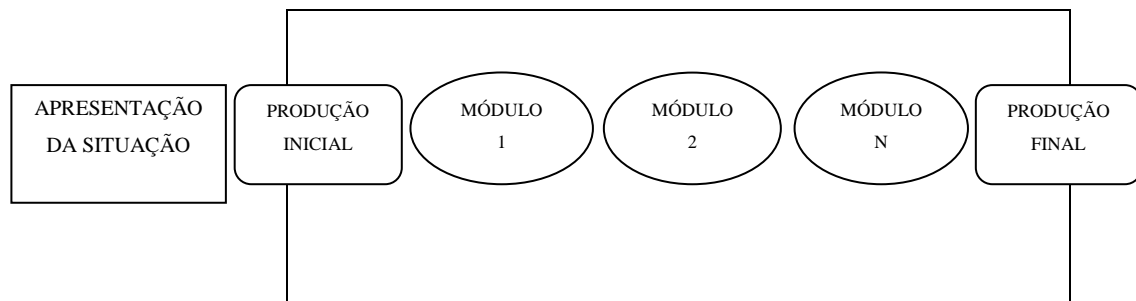 APRESENTAÇÃO
DA SITUAÇÃO
PRODUÇÃO
INICIAL
MÓDULO
1
MÓDULO
2
MÓDULO
N
PRODUÇÃO
FINAL